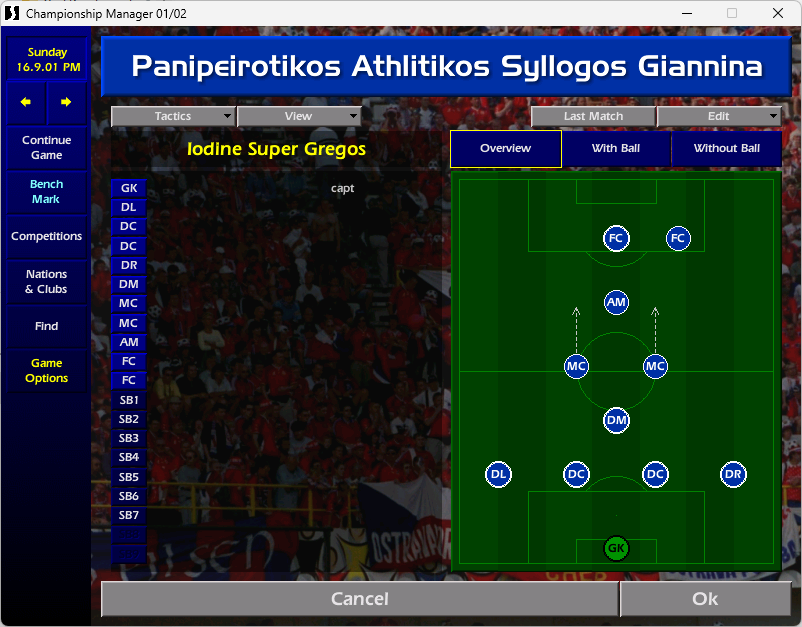 Championship Manager 01/02
Sunday
16.9.01 PM
Panipeirotikos Athlitikos Syllogos Giannina
Continue
Game
Bench
Mark
Competitions
Nations
& Clubs
Find
Game
Options
Tactics
View
Last Match
Edit
Iodine Super Gregos
Overview
With Ball
Without Ball
GK
capt
DL
DC
DC
DR
DM
MC
MC
AM
FC
FC
SB1
SB2
SB3
SB4
SB5
SB6
SB7
FC FC
AM
MC MC
DM
DL DC DC DR
GK
Cancel
Ok